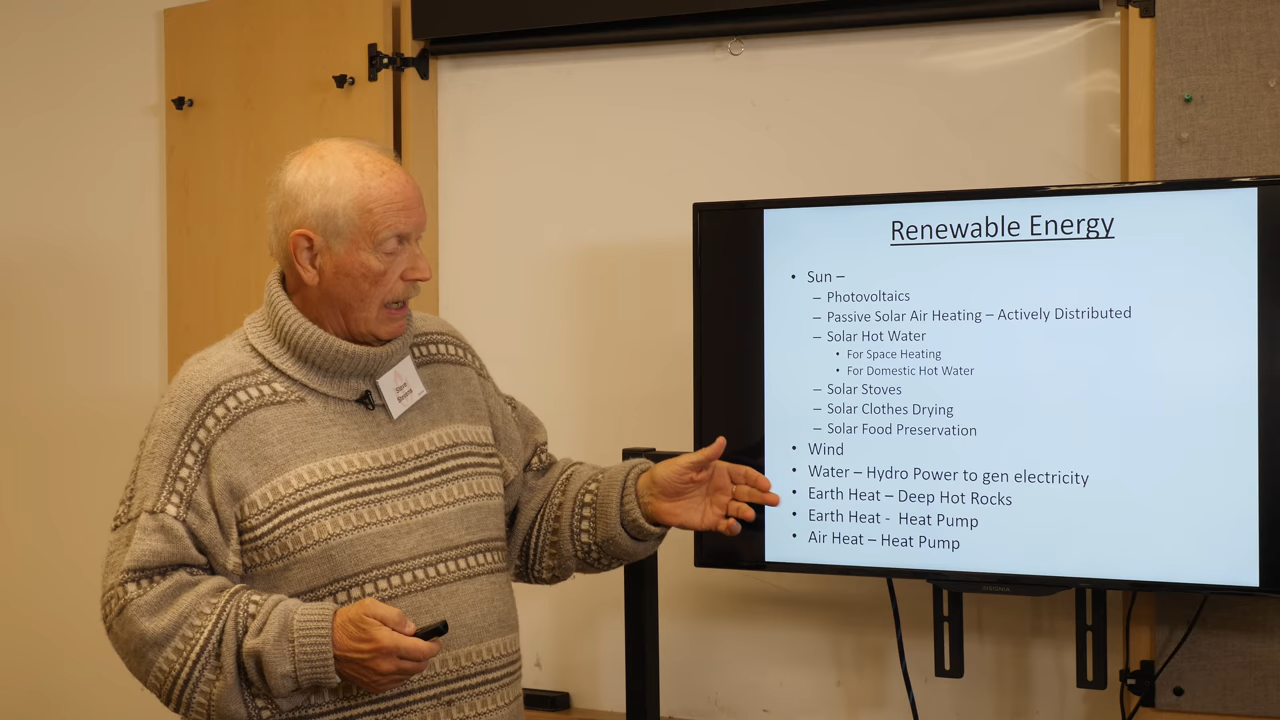 Renewable Energy
• Sun –
– Photovoltaics
– Passive Solar Air Heating – Actively Distributed
– Solar Hot Water
• For Space Heating
• For Domestic Hot Water
– Solar Stoves
– Solar Clothes Drying
– Solar Food Preservation
• Wind
• Water – Hydro Power to gen electricity
• Earth Heat – Deep Hot Rocks
• Earth Heat - Heat Pump
• Air Heat – Heat Pump
INSIGNIA
Steve